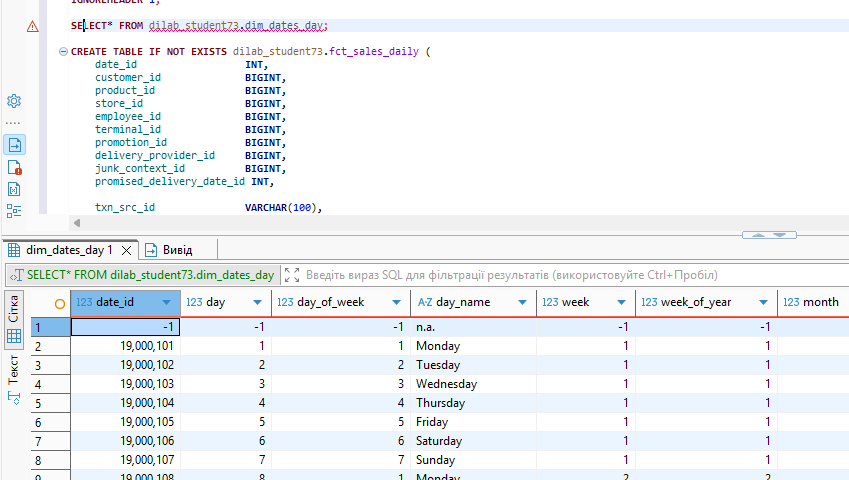 IGNOREHEADER 1;
SELECT* FROM dilab_student73.dim_dates_day;
CREATE TABLE IF NOT EXISTS dilab_student73.fct_sales_daily (
date_id INT,
customer_id BIGINT,
product_id BIGINT,
store_id BIGINT,
employee_id BIGINT,
terminal_id BIGINT,
promotion_id BIGINT,
delivery_provider_id BIGINT,
junk_context_id BIGINT,
promised_delivery_date_id INT,
txn_src_id VARCHAR(100),
dim_dates_day 1 Вивід
SELECT* FROM dilab_student73.dim_dates_day Введіть вираз SQL для фільтрації результатів (використовуйте Ctrl+Пробіл)
Сітка
Текст
123 date_id 123 day 123 day_of_week A-Z day_name 123 week 123 week_of_year 123 month
1 -1 -1 -1 n.a. -1 -1
2 19,000,101 1 1 Monday 1 1
3 19,000,102 2 2 Tuesday 1 1
4 19,000,103 3 3 Wednesday 1 1
5 19,000,104 4 4 Thursday 1 1
6 19,000,105 5 5 Friday 1 1
7 19,000,106 6 6 Saturday 1 1
8 19,000,107 7 7 Sunday 1 1
9 19,000,108 8 1 Monday 2 2